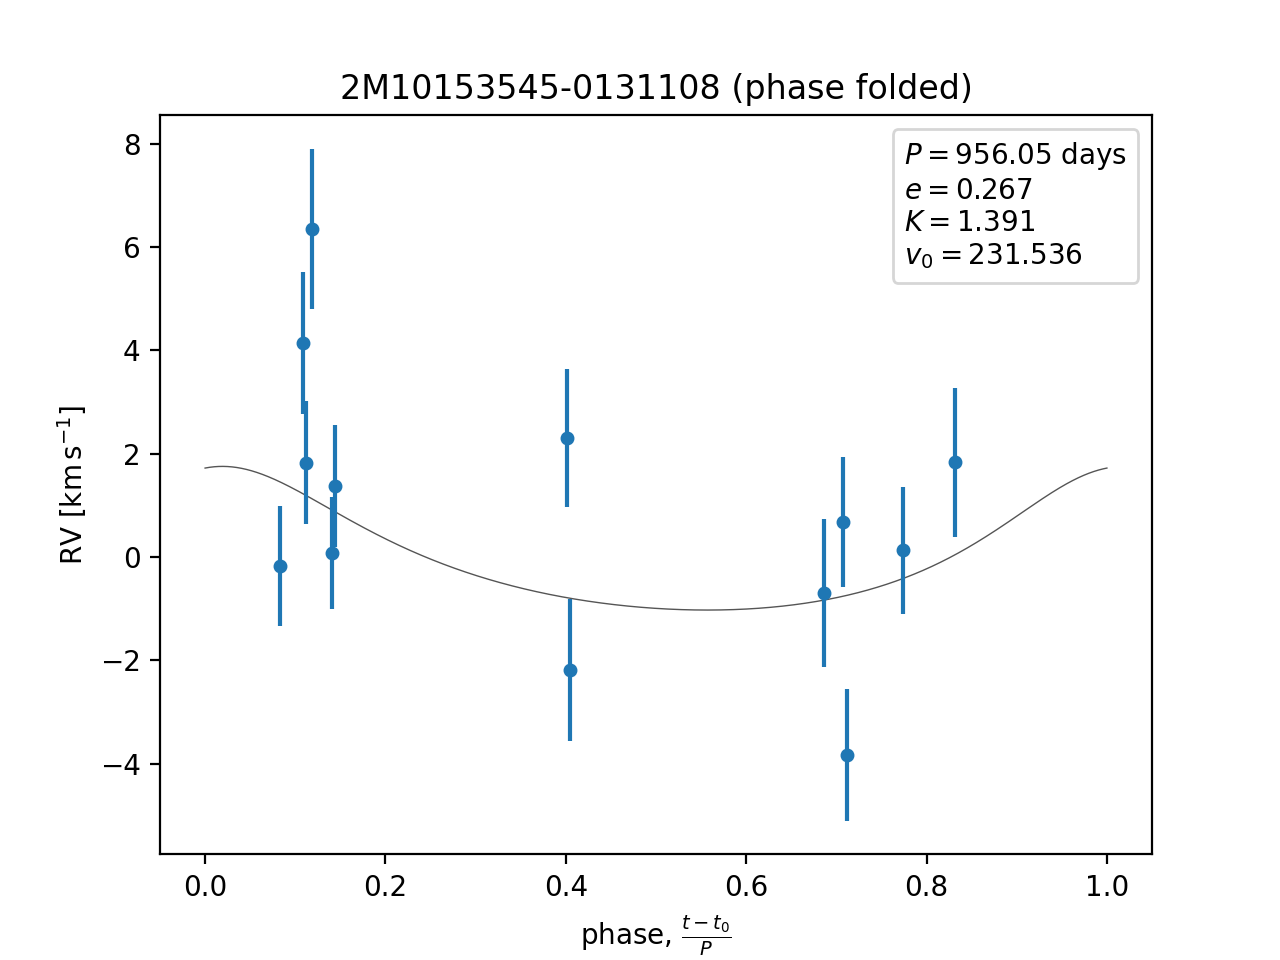 2M10153545-0131108 (phase folded)
P = 956.05 days
e = 0.267
K = 1.391
v₀ = 231.536
8
6
4
2
0
−2
−4
RV [km s⁻¹]
0.0 0.2 0.4 0.6 0.8 1.0
phase, (t − t₀)/P